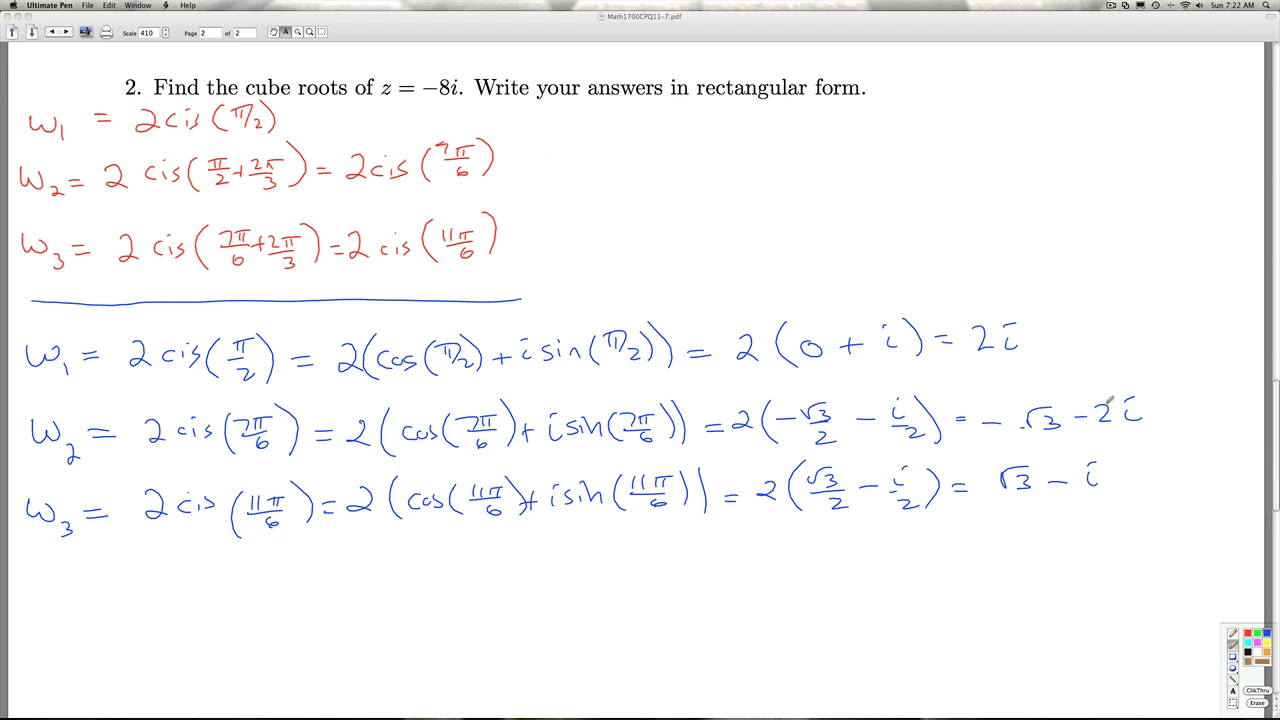 Ultimate Pen File Edit Window Help Sun 7:22 AM
Math1700CPQ11-7.pdf
Scale 410 Page 2 of 2
2. Find the cube roots of z = −8i. Write your answers in rectangular form.
w₁ = 2cis(π/2)
w₂ = 2 cis(π/2 + 2π/3) = 2cis(7π/6)
w₃ = 2 cis(7π/6 + 2π/3) = 2 cis(11π/6)
w₁ = 2cis(π/2) = 2(cos(π/2) + i sin(π/2)) = 2(0 + i) = 2i
w₂ = 2cis(7π/6) = 2(cos(7π/6) + i sin(7π/6)) = 2(−√3/2 − i/2) = −√3 − 2i
w₃ = 2cis(11π/6) = 2(cos(11π/6) + i sin(11π/6)) = 2(√3/2 − i/2) = √3 − i
A
ClikThru
Erase